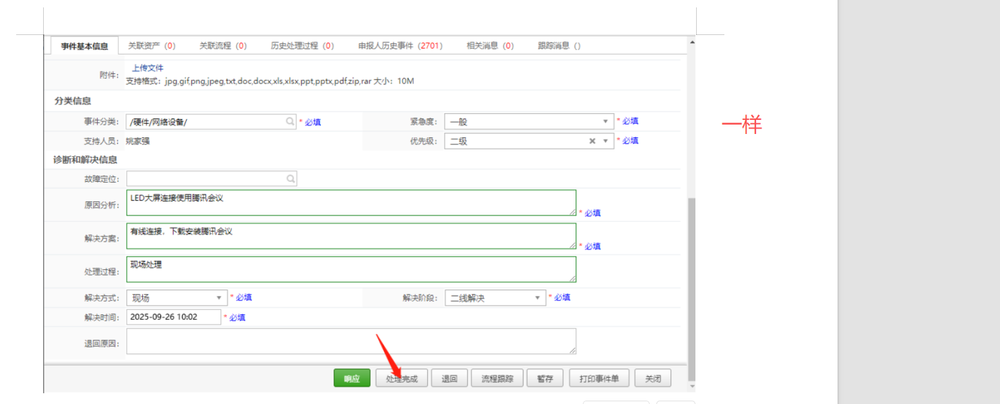 事件基本信息 关联资产 (0) 关联流程 (0) 历史处理过程 (0) 申报人历史事件 (2701) 相关消息 (0) 跟踪消息 ()
附件: 上传文件
支持格式: jpg,gif,png,jpeg,txt,doc,docx,xls,xlsx,ppt,pptx,pdf,zip,rar 大小: 10M
分类信息
事件分类: /硬件/网络设备/ * 必填 紧急度: 一般 * 必填
一样
支持人员: 姚家强 优先级: 二级 * 必填
诊断和解决信息
故障定位:
原因分析: LED大屏连接使用腾讯会议 * 必填
解决方案: 有线连接，下载安装腾讯会议 * 必填
处理过程: 现场处理
解决方式: 现场 * 必填 解决阶段: 二线解决 * 必填
解决时间: 2025-09-26 10:02 * 必填
退回原因:
响应 处理完成 退回 流程跟踪 暂存 打印事件单 关闭